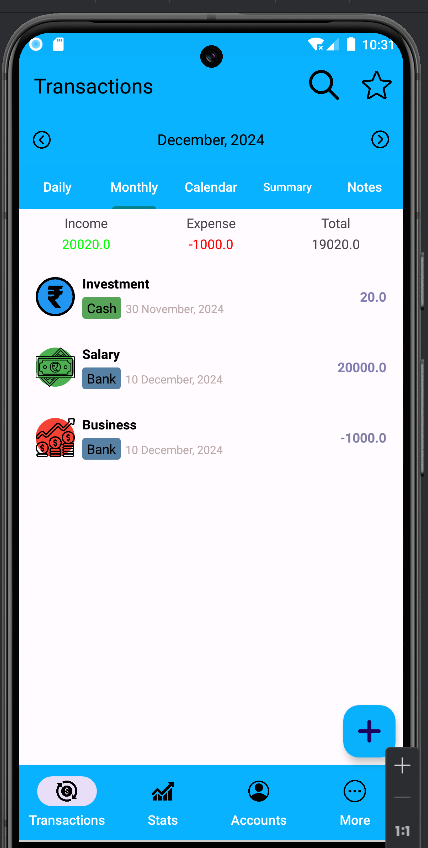 10:31
Transactions
December, 2024
Daily Monthly Calendar Summary Notes
Income Expense Total
20020.0 -1000.0 19020.0
Investment
Cash 30 November, 2024 20.0
Salary
Bank 10 December, 2024 20000.0
Business
Bank 10 December, 2024 -1000.0
Transactions Stats Accounts More
1:1